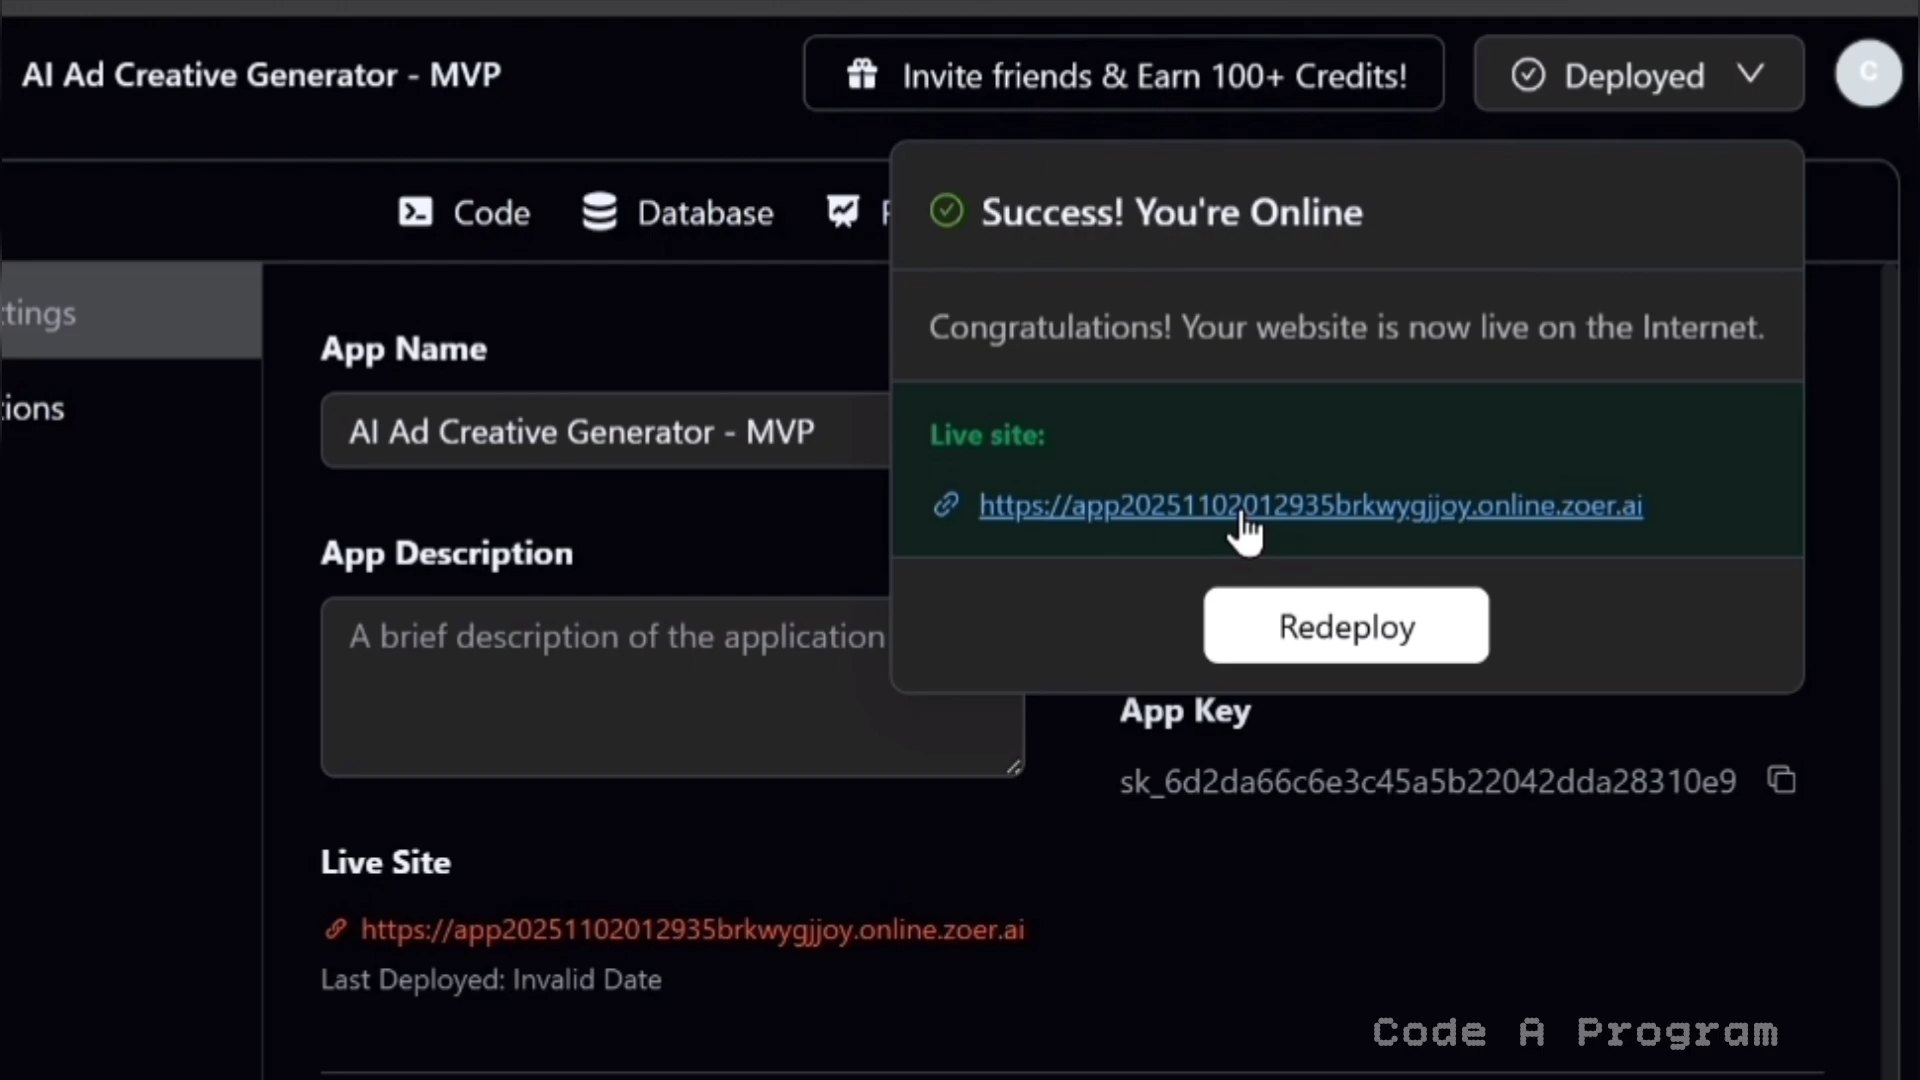 AI Ad Creative Generator - MVP
Invite friends & Earn 100+ Credits!
Deployed
C
Code
Database
Success! You're Online
Congratulations! Your website is now live on the Internet.
Live site:
https://app20251102012935brkwygjjoy.online.zoer.ai
Redeploy
ttings
tions
App Name
AI Ad Creative Generator - MVP
App Description
A brief description of the application
App Key
sk_6d2da66c6e3c45a5b22042dda28310e9
Live Site
https://app20251102012935brkwygjjoy.online.zoer.ai
Last Deployed: Invalid Date
Code A Program